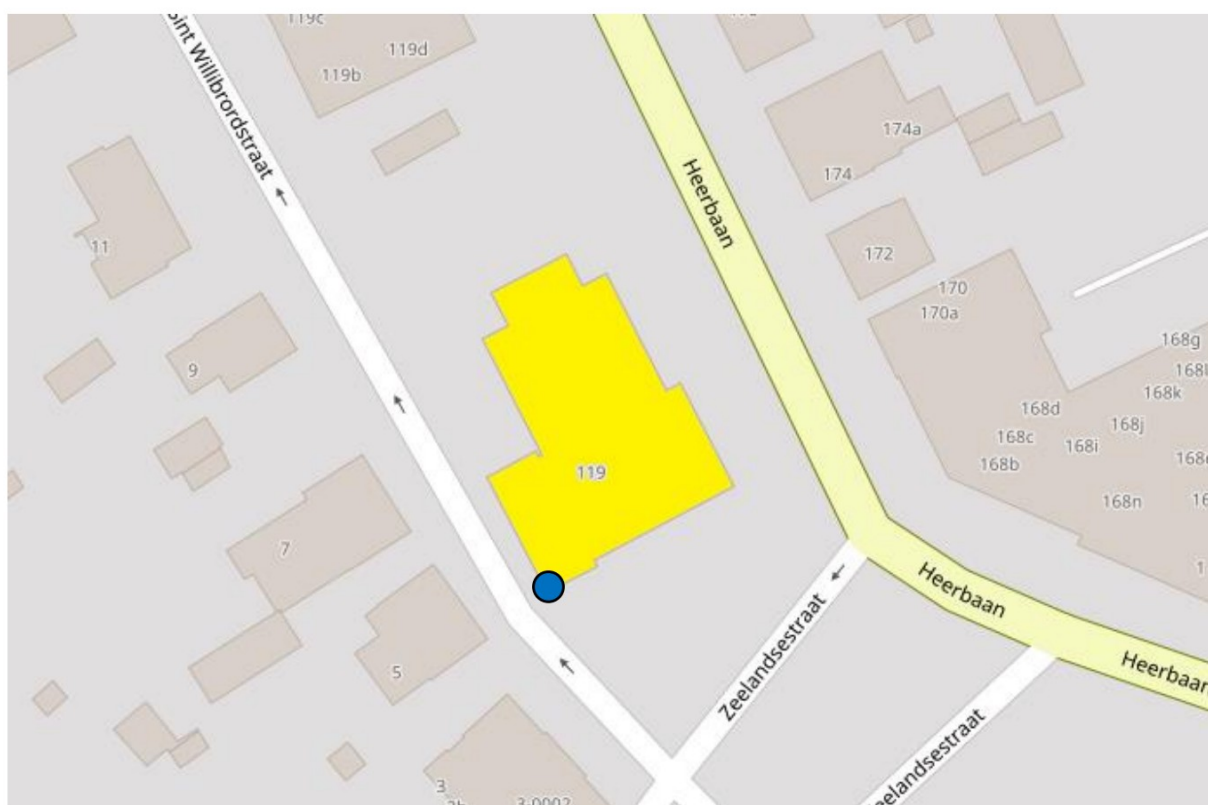 119c
119d
119b
Sint Willibrordstraat
174a
174
Heerbaan
11
172
170
170a
168g
9
168k
168d
168j
168c
168i
168b
119
168n
7
Heerbaan
Zeelandsestraat
5
Heerbaan
3